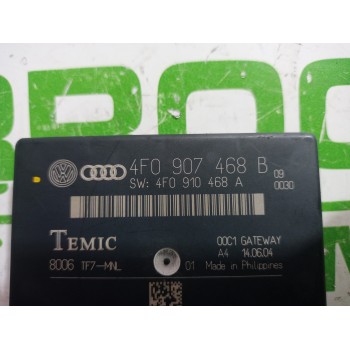 4F0 907 468 B 09
SW: 4F0 910 468 A 0030
TEMIC
00C1 GATEWAY
A4 14.06.04
8006 1F7-MNL 01 Made in Philippines